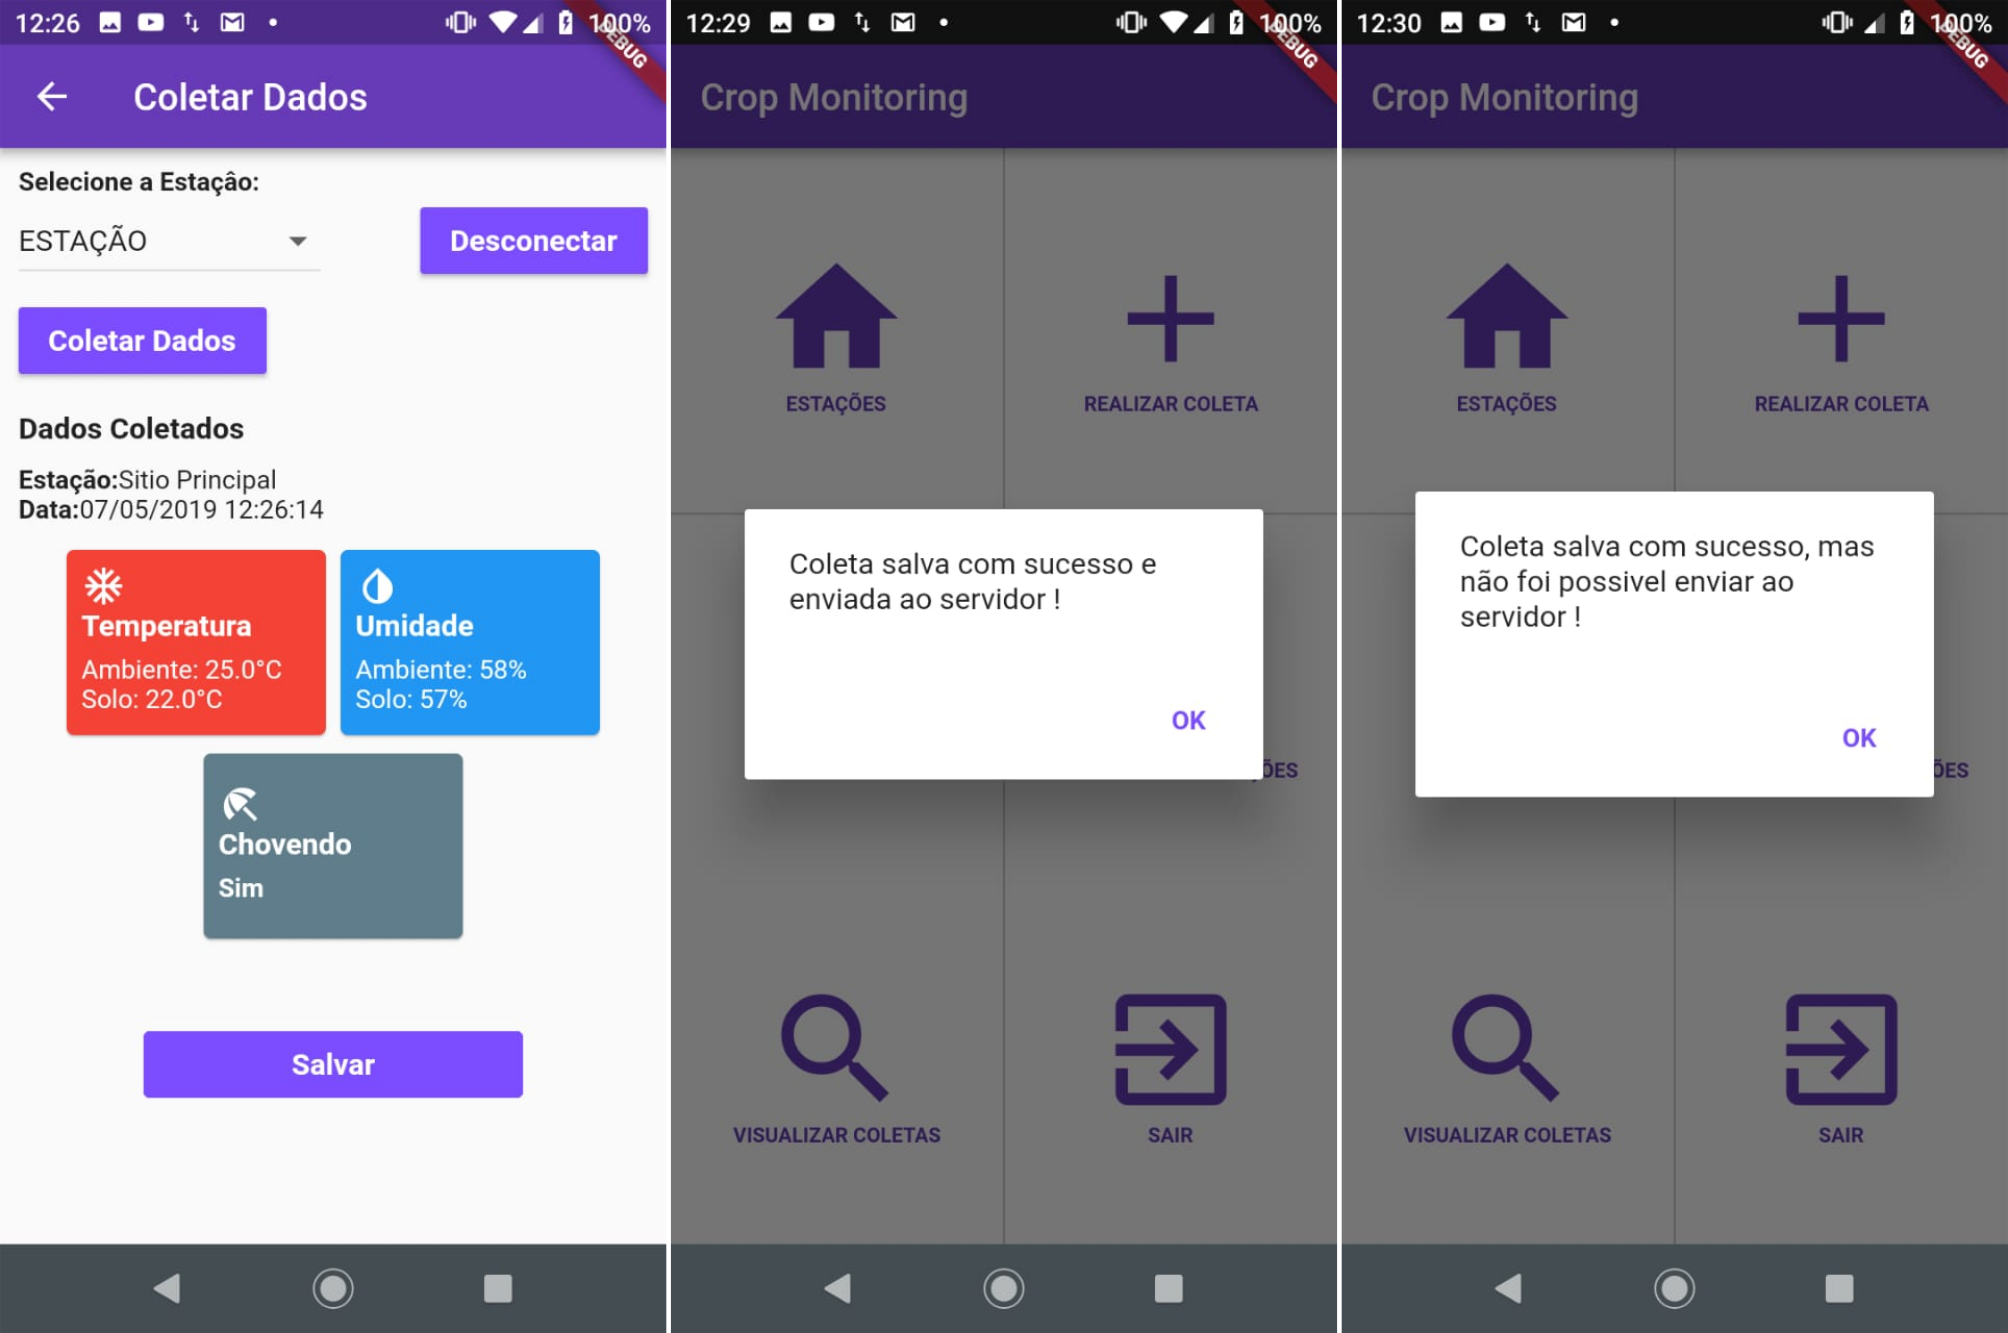 12:26
100%
DEBUG
Coletar Dados
Selecione a Estaçâo:
ESTAÇÃO
Desconectar
Coletar Dados
Dados Coletados
Estação:Sitio Principal
Data:07/05/2019 12:26:14
Temperatura
Ambiente: 25.0°C
Solo: 22.0°C
Umidade
Ambiente: 58%
Solo: 57%
Chovendo
Sim
Salvar
12:29
100%
DEBUG
Crop Monitoring
ESTAÇÕES
REALIZAR COLETA
Coleta salva com sucesso e
enviada ao servidor !
OK
ÕES
VISUALIZAR COLETAS
SAIR
12:30
100%
DEBUG
Crop Monitoring
ESTAÇÕES
REALIZAR COLETA
Coleta salva com sucesso, mas
não foi possivel enviar ao
servidor !
OK
ÕES
VISUALIZAR COLETAS
SAIR